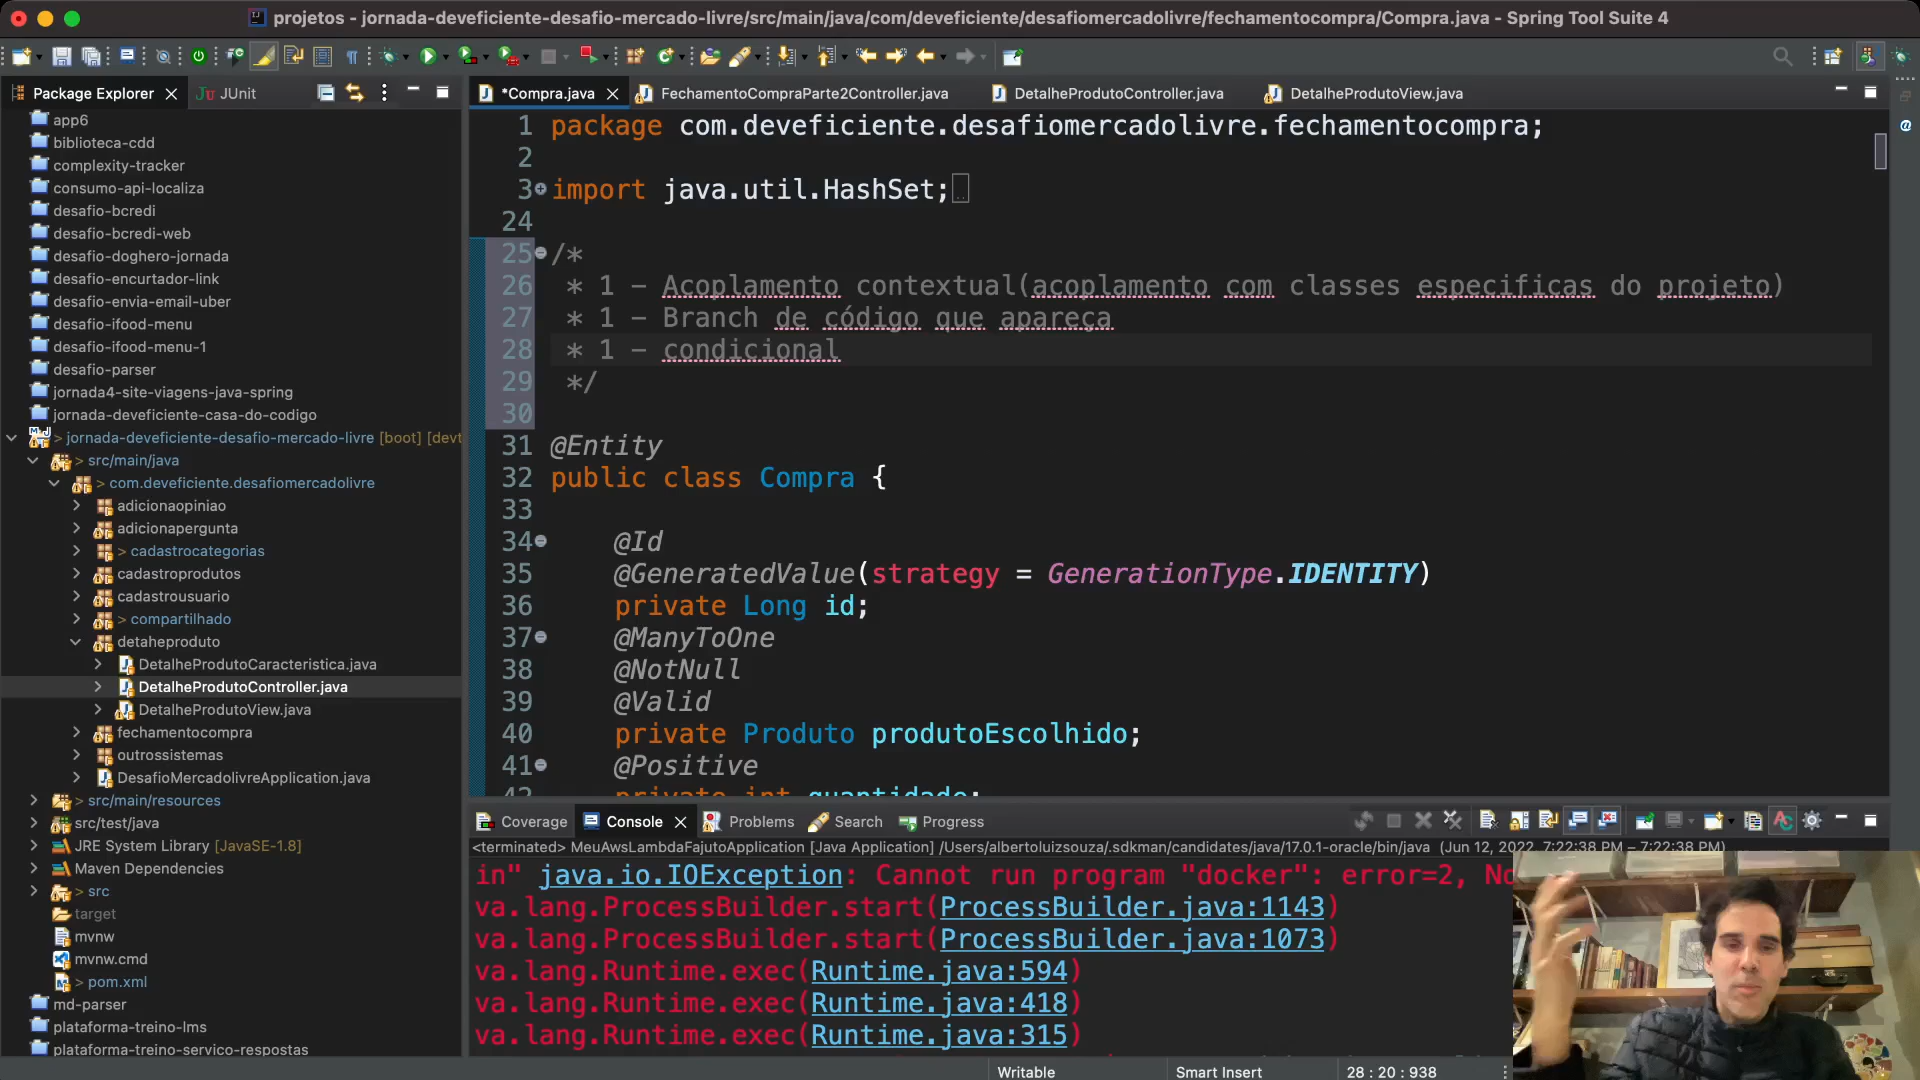 projetos - jornada-deveficiente-desafio-mercado-livre/src/main/java/com/deveficiente/desafiomercadolivre/fechamentocompra/Compra.java - Spring Tool Suite 4
Package Explorer
JUnit
*Compra.java
FechamentoCompraParte2Controller.java
DetalheProdutoController.java
DetalheProdutoView.java
app6
biblioteca-cdd
complexity-tracker
consumo-api-localiza
desafio-bcredi
desafio-bcredi-web
desafio-doghero-jornada
desafio-encurtador-link
desafio-envia-email-uber
desafio-ifood-menu
desafio-ifood-menu-1
desafio-parser
jornada4-site-viagens-java-spring
jornada-deveficiente-casa-do-codigo
> jornada-deveficiente-desafio-mercado-livre [boot] [devt
> src/main/java
> com.deveficiente.desafiomercadolivre
adicionaopiniao
adicionapergunta
> cadastrocategorias
cadastroprodutos
cadastrousuario
> compartilhado
detaheproduto
DetalheProdutoCaracteristica.java
DetalheProdutoController.java
DetalheProdutoView.java
fechamentocompra
outrossistemas
DesafioMercadolivreApplication.java
> src/main/resources
src/test/java
JRE System Library [JavaSE-1.8]
Maven Dependencies
> src
target
mvnw
mvnw.cmd
> pom.xml
md-parser
plataforma-treino-lms
plataforma-treino-servico-respostas
1 package com.deveficiente.desafiomercadolivre.fechamentocompra;
2
3 import java.util.HashSet;
24
25 /*
26 * 1 - Acoplamento contextual(acoplamento com classes especificas do projeto)
27 * 1 - Branch de código que apareça
28 * 1 - condicional
29 */
30
31 @Entity
32 public class Compra {
33
34 @Id
35 @GeneratedValue(strategy = GenerationType.IDENTITY)
36 private Long id;
37 @ManyToOne
38 @NotNull
39 @Valid
40 private Produto produtoEscolhido;
41 @Positive
42 private int quantidade;
Coverage
Console
Problems
Search
Progress
<terminated> MeuAwsLambdaFajutoApplication [Java Application] /Users/albertoluizsouza/.sdkman/candidates/java/17.0.1-oracle/bin/java (Jun 12, 2022, 7:22:38 PM – 7:22:38 PM)
in" java.io.IOException: Cannot run program "docker": error=2, No
va.lang.ProcessBuilder.start(ProcessBuilder.java:1143)
va.lang.ProcessBuilder.start(ProcessBuilder.java:1073)
va.lang.Runtime.exec(Runtime.java:594)
va.lang.Runtime.exec(Runtime.java:418)
va.lang.Runtime.exec(Runtime.java:315)
Writable
Smart Insert
28 : 20 : 938